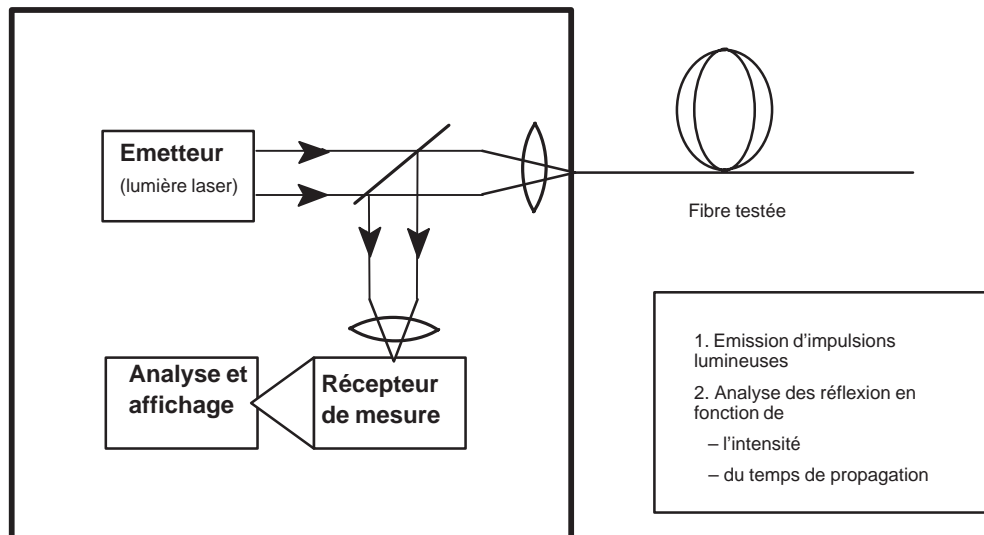 Emetteur
(lumière laser)
Fibre testée
Analyse et
affichage
Récepteur
de mesure
1. Emission d’impulsions
lumineuses
2. Analyse des réflexion en
fonction de
– l’intensité
– du temps de propagation